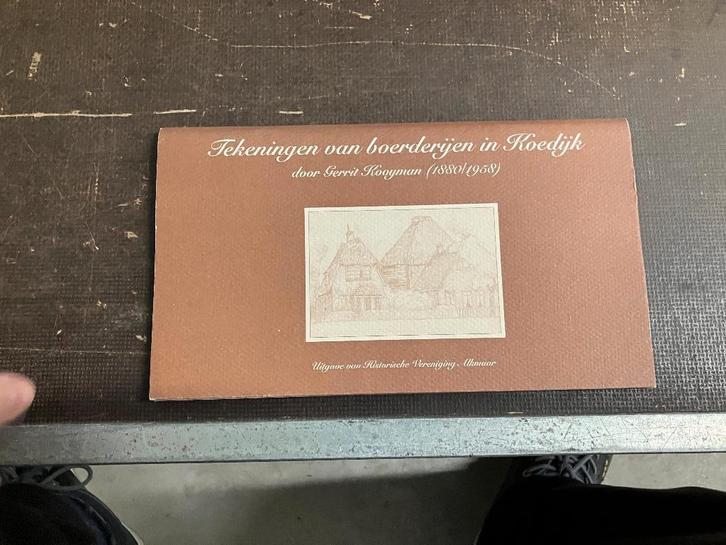 Tekeningen van boerderijen in Koedijk
door Gerrit Kooyman (1880/1958)
Uitgave van Historische Vereniging Alkmaar